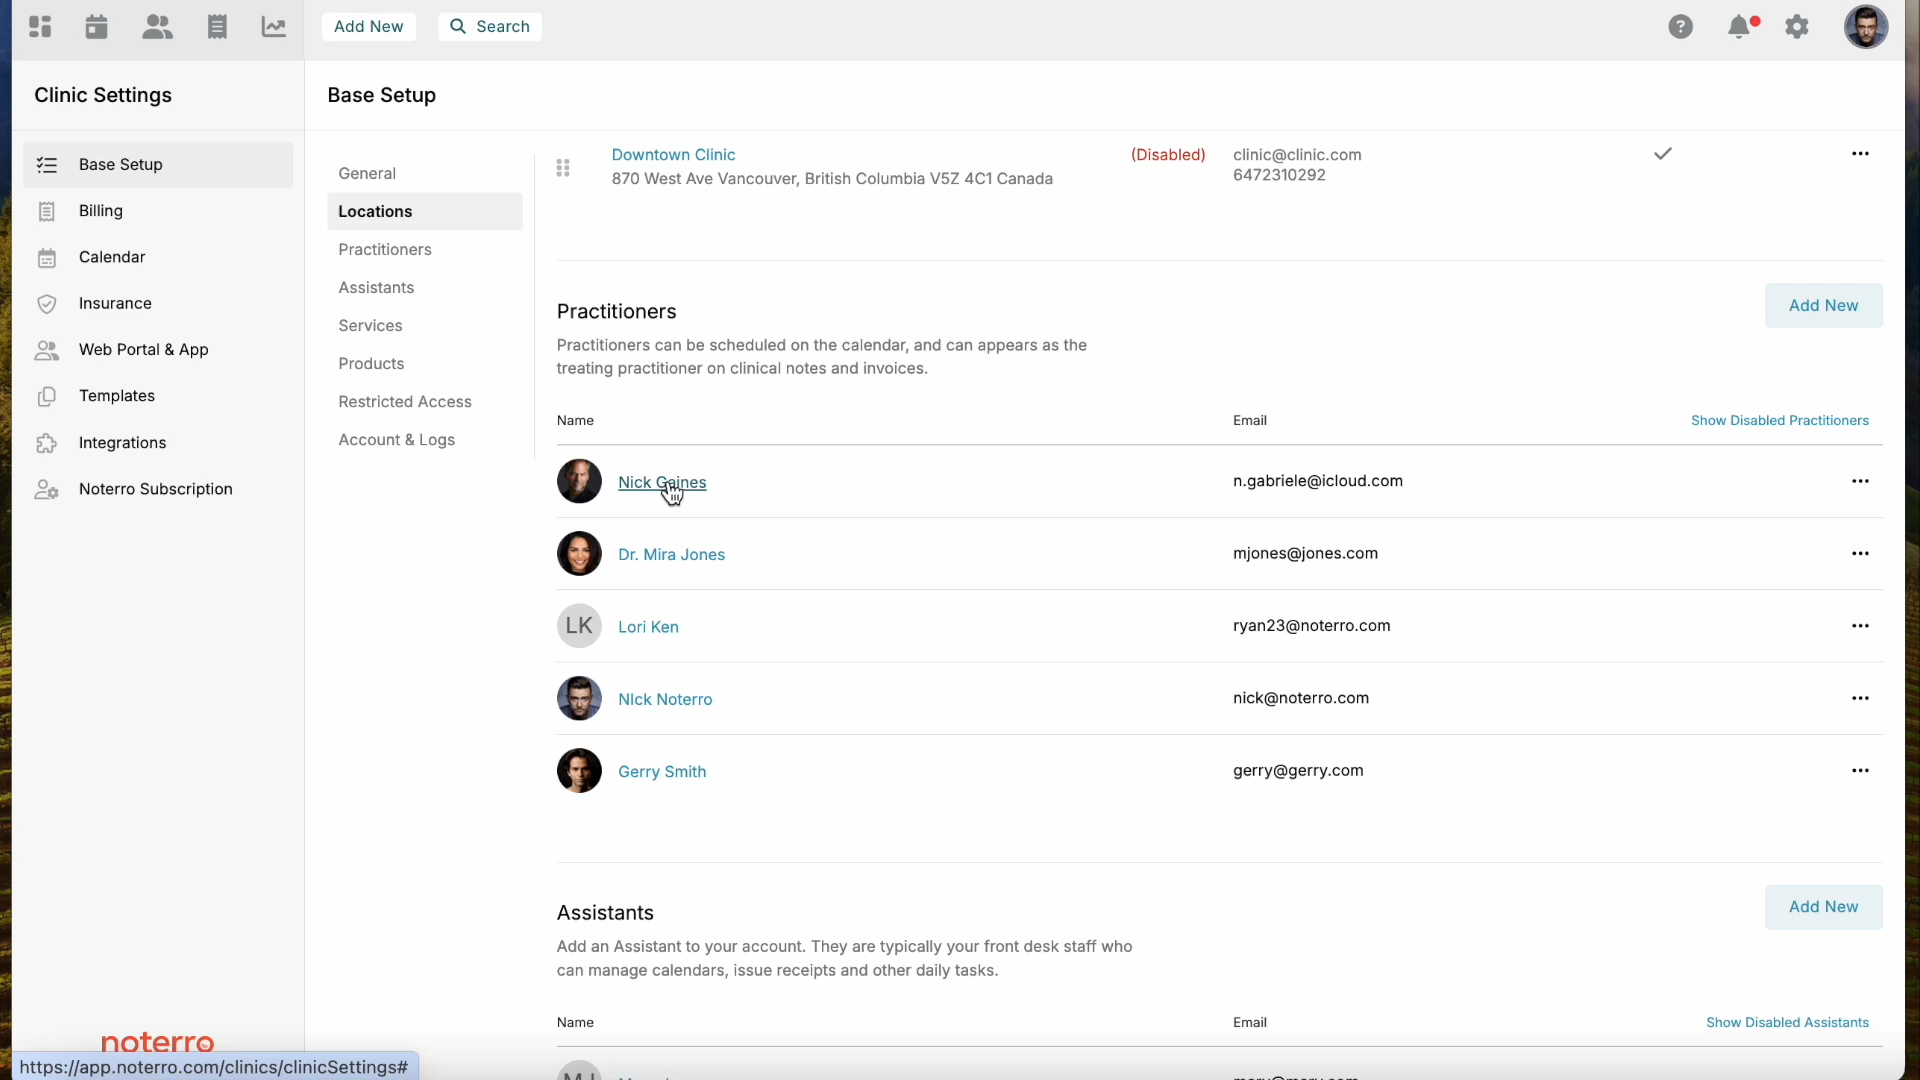 Add New
Search
?
Clinic Settings
Base Setup
Base Setup
Billing
Calendar
Insurance
Web Portal & App
Templates
Integrations
Noterro Subscription
noterro
https://app.noterro.com/clinics/clinicSettings#
General
Locations
Practitioners
Assistants
Services
Products
Restricted Access
Account & Logs
Downtown Clinic (Disabled) clinic@clinic.com
870 West Ave Vancouver, British Columbia V5Z 4C1 Canada 6472310292
Practitioners
Add New
Practitioners can be scheduled on the calendar, and can appears as the
treating practitioner on clinical notes and invoices.
Name Email Show Disabled Practitioners
Nick Gaines n.gabriele@icloud.com
Dr. Mira Jones mjones@jones.com
LK Lori Ken ryan23@noterro.com
NIck Noterro nick@noterro.com
Gerry Smith gerry@gerry.com
Assistants
Add New
Add an Assistant to your account. They are typically your front desk staff who
can manage calendars, issue receipts and other daily tasks.
Name Email Show Disabled Assistants